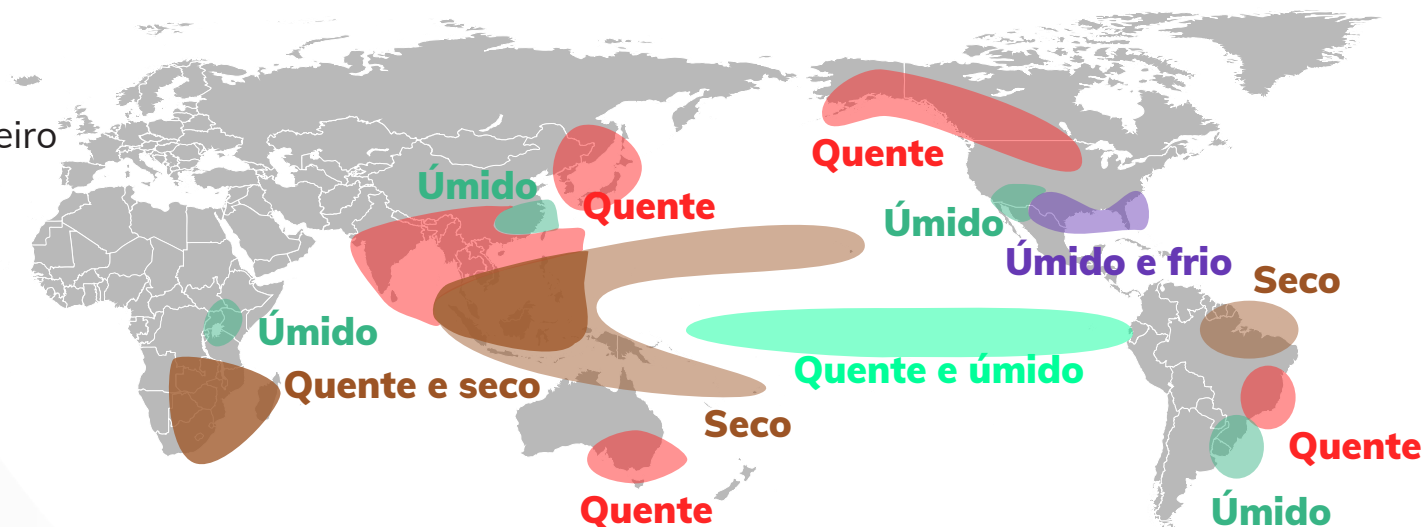 eiro
Quente
Úmido
Quente
Úmido
Úmido e frio
Seco
Úmido
Quente e úmido
Quente e seco
Seco
Quente
Quente
Úmido